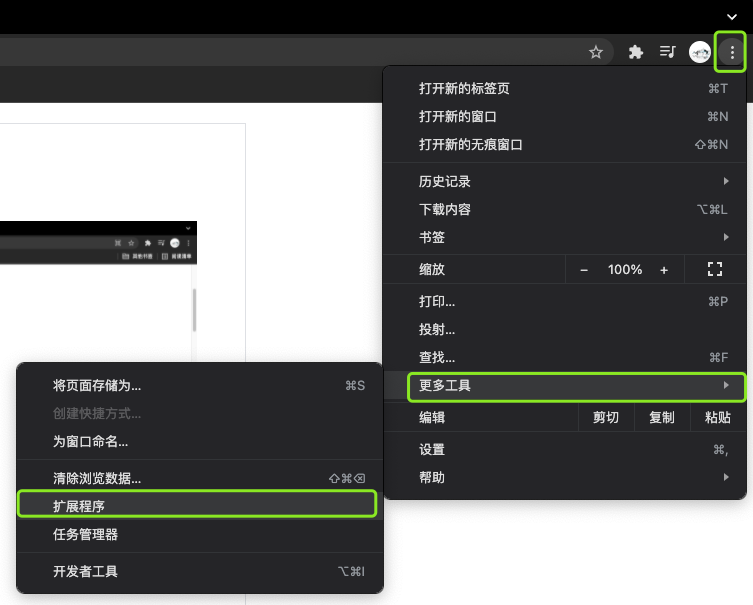 打开新的标签页 ⌘T
打开新的窗口 ⌘N
打开新的无痕窗口 ⇧⌘N
历史记录
下载内容 ⌥⌘L
书签
缩放 − 100% +
打印... ⌘P
投射...
查找... ⌘F
更多工具
编辑 剪切 复制 粘贴
设置 ⌘,
帮助
将页面存储为... ⌘S
创建快捷方式...
为窗口命名...
清除浏览数据... ⇧⌘⌫
扩展程序
任务管理器
开发者工具 ⌥⌘I